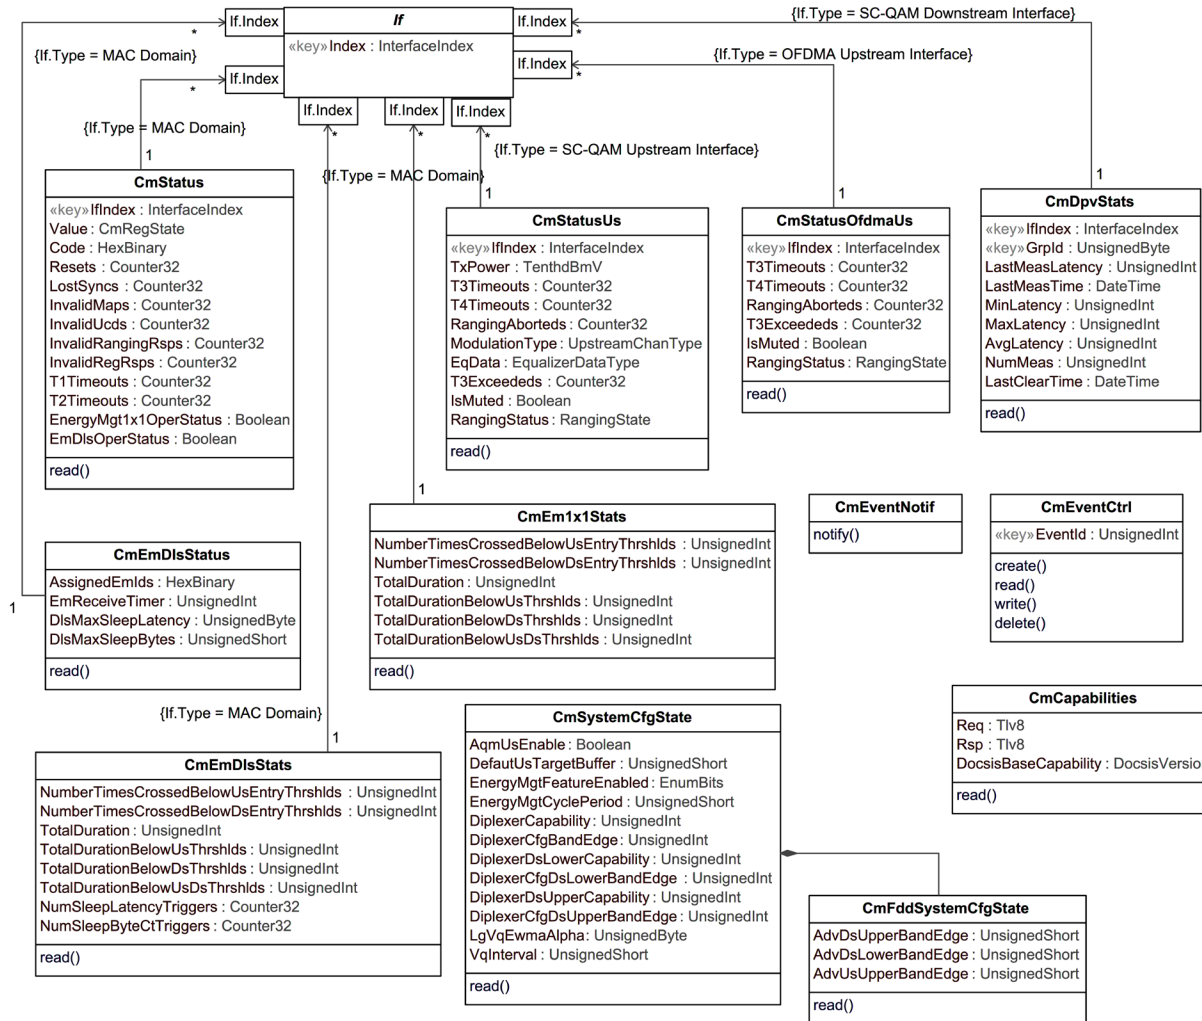 If.Index
If
If.Index
{If.Type = SC-QAM Downstream Interface}
*
*
«key» Index : InterfaceIndex
{If.Type = MAC Domain}
{If.Type = OFDMA Upstream Interface}
If.Index
If.Index
*
*
If.Index
If.Index
If.Index
*
*
*
{If.Type = MAC Domain}
{If.Type = SC-QAM Upstream Interface}
{If.Type = MAC Domain}
1
1
1
1
CmStatus
«key» IfIndex : InterfaceIndex
Value : CmRegState
Code : HexBinary
Resets : Counter32
LostSyncs : Counter32
InvalidMaps : Counter32
InvalidUcds : Counter32
InvalidRangingRsps : Counter32
InvalidRegRsps : Counter32
T1Timeouts : Counter32
T2Timeouts : Counter32
EnergyMgt1x1OperStatus : Boolean
EmDlsOperStatus : Boolean
read()
CmStatusUs
«key» IfIndex : InterfaceIndex
TxPower : TenthdBmV
T3Timeouts : Counter32
T4Timeouts : Counter32
RangingAborteds : Counter32
ModulationType : UpstreamChanType
EqData : EqualizerDataType
T3Exceededs : Counter32
IsMuted : Boolean
RangingStatus : RangingState
read()
CmStatusOfdmaUs
«key» IfIndex : InterfaceIndex
T3Timeouts : Counter32
T4Timeouts : Counter32
RangingAborteds : Counter32
T3Exceededs : Counter32
IsMuted : Boolean
RangingStatus : RangingState
read()
CmDpvStats
«key» IfIndex : InterfaceIndex
«key» GrpId : UnsignedByte
LastMeasLatency : UnsignedInt
LastMeasTime : DateTime
MinLatency : UnsignedInt
MaxLatency : UnsignedInt
AvgLatency : UnsignedInt
NumMeas : UnsignedInt
LastClearTime : DateTime
read()
1
CmEm1x1Stats
NumberTimesCrossedBelowUsEntryThrshlds : UnsignedInt
NumberTimesCrossedBelowDsEntryThrshlds : UnsignedInt
TotalDuration : UnsignedInt
TotalDurationBelowUsThrshlds : UnsignedInt
TotalDurationBelowDsThrshlds : UnsignedInt
TotalDurationBelowUsDsThrshlds : UnsignedInt
read()
CmEventNotif
notify()
CmEventCtrl
«key» EventId : UnsignedInt
create()
read()
write()
delete()
1
CmEmDlsStatus
AssignedEmIds : HexBinary
EmReceiveTimer : UnsignedInt
DlsMaxSleepLatency : UnsignedByte
DlsMaxSleepBytes : UnsignedShort
read()
{If.Type = MAC Domain}
1
CmEmDlsStats
NumberTimesCrossedBelowUsEntryThrshlds : UnsignedInt
NumberTimesCrossedBelowDsEntryThrshlds : UnsignedInt
TotalDuration : UnsignedInt
TotalDurationBelowUsThrshlds : UnsignedInt
TotalDurationBelowDsThrshlds : UnsignedInt
TotalDurationBelowUsDsThrshlds : UnsignedInt
NumSleepLatencyTriggers : Counter32
NumSleepByteCtTriggers : Counter32
read()
CmSystemCfgState
AqmUsEnable : Boolean
DefautUsTargetBuffer : UnsignedShort
EnergyMgtFeatureEnabled : EnumBits
EnergyMgtCyclePeriod : UnsignedShort
DiplexerCapability : UnsignedInt
DiplexerCfgBandEdge : UnsignedInt
DiplexerDsLowerCapability : UnsignedInt
DiplexerCfgDsLowerBandEdge : UnsignedInt
DiplexerDsUpperCapability : UnsignedInt
DiplexerCfgDsUpperBandEdge : UnsignedInt
LgVqEwmaAlpha : UnsignedByte
VqInterval : UnsignedShort
read()
CmCapabilities
Req : Tlv8
Rsp : Tlv8
DocsisBaseCapability : DocsisVersio
read()
CmFddSystemCfgState
AdvDsUpperBandEdge : UnsignedShort
AdvDsLowerBandEdge : UnsignedShort
AdvUsUpperBandEdge : UnsignedShort
read()